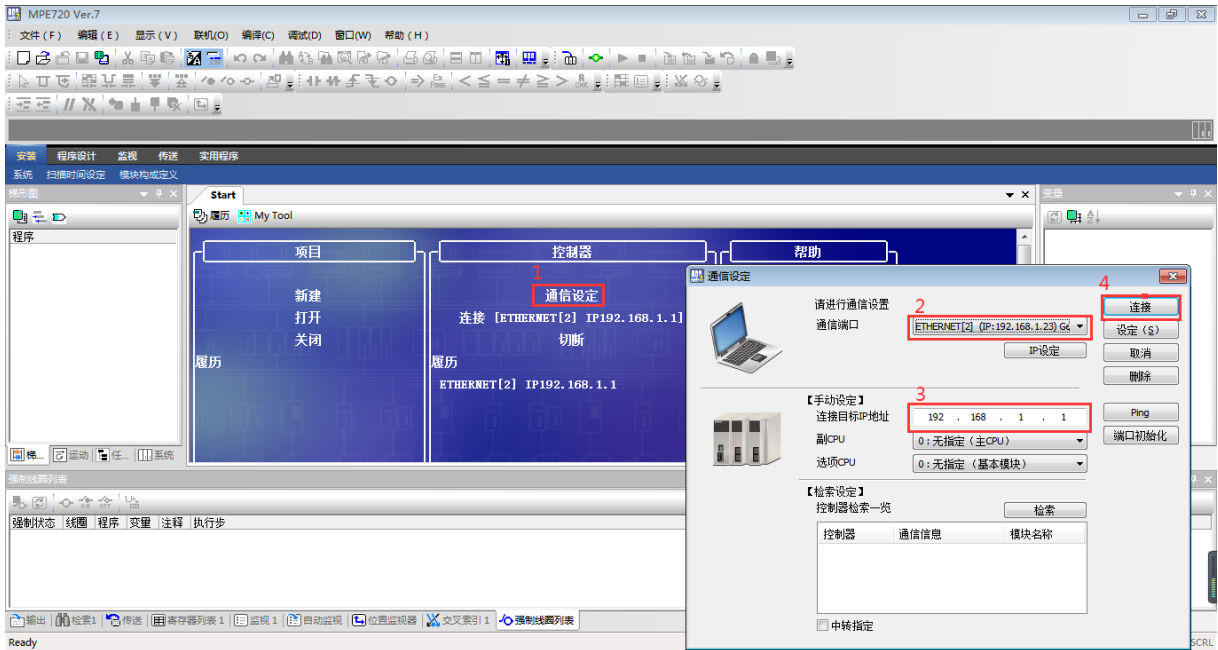 MPE720 Ver.7
文件(F) 编辑(E) 显示(V) 联机(O) 编译(C) 调试(D) 窗口(W) 帮助(H)
安装 程序设计 监视 传送 实用程序
系统 扫描时间设定 模块构成定义
梯形图
Start
变量
履历 My Tool
程序
项目
控制器
帮助
1
新建
通信设定
打开
连接 [ETHERNET[2] IP192.168.1.1]
关闭
切断
履历
履历
ETHERNET[2] IP192.168.1.1
通信设定
请进行通信设置
2
4
通信端口
ETHERNET[2] (IP:192.168.1.23) Ge
连接
设定(S)
IP设定
取消
删除
【手动设定】
3
连接目标IP地址
192 . 168 . 1 . 1
Ping
副CPU
0:无指定(主CPU)
端口初始化
选项CPU
0:无指定 (基本模块)
【检索设定】
控制器检索一览
检索
控制器 通信信息 模块名称
中转指定
梯... 运动 任... 系统
强制线圈列表
强制状态 线圈 程序 变量 注释 执行步
输出 检索1 传送 寄存器列表 1 监视 1 自动监视 位置监视器 交叉索引 1 强制线圈列表
Ready
SCRL